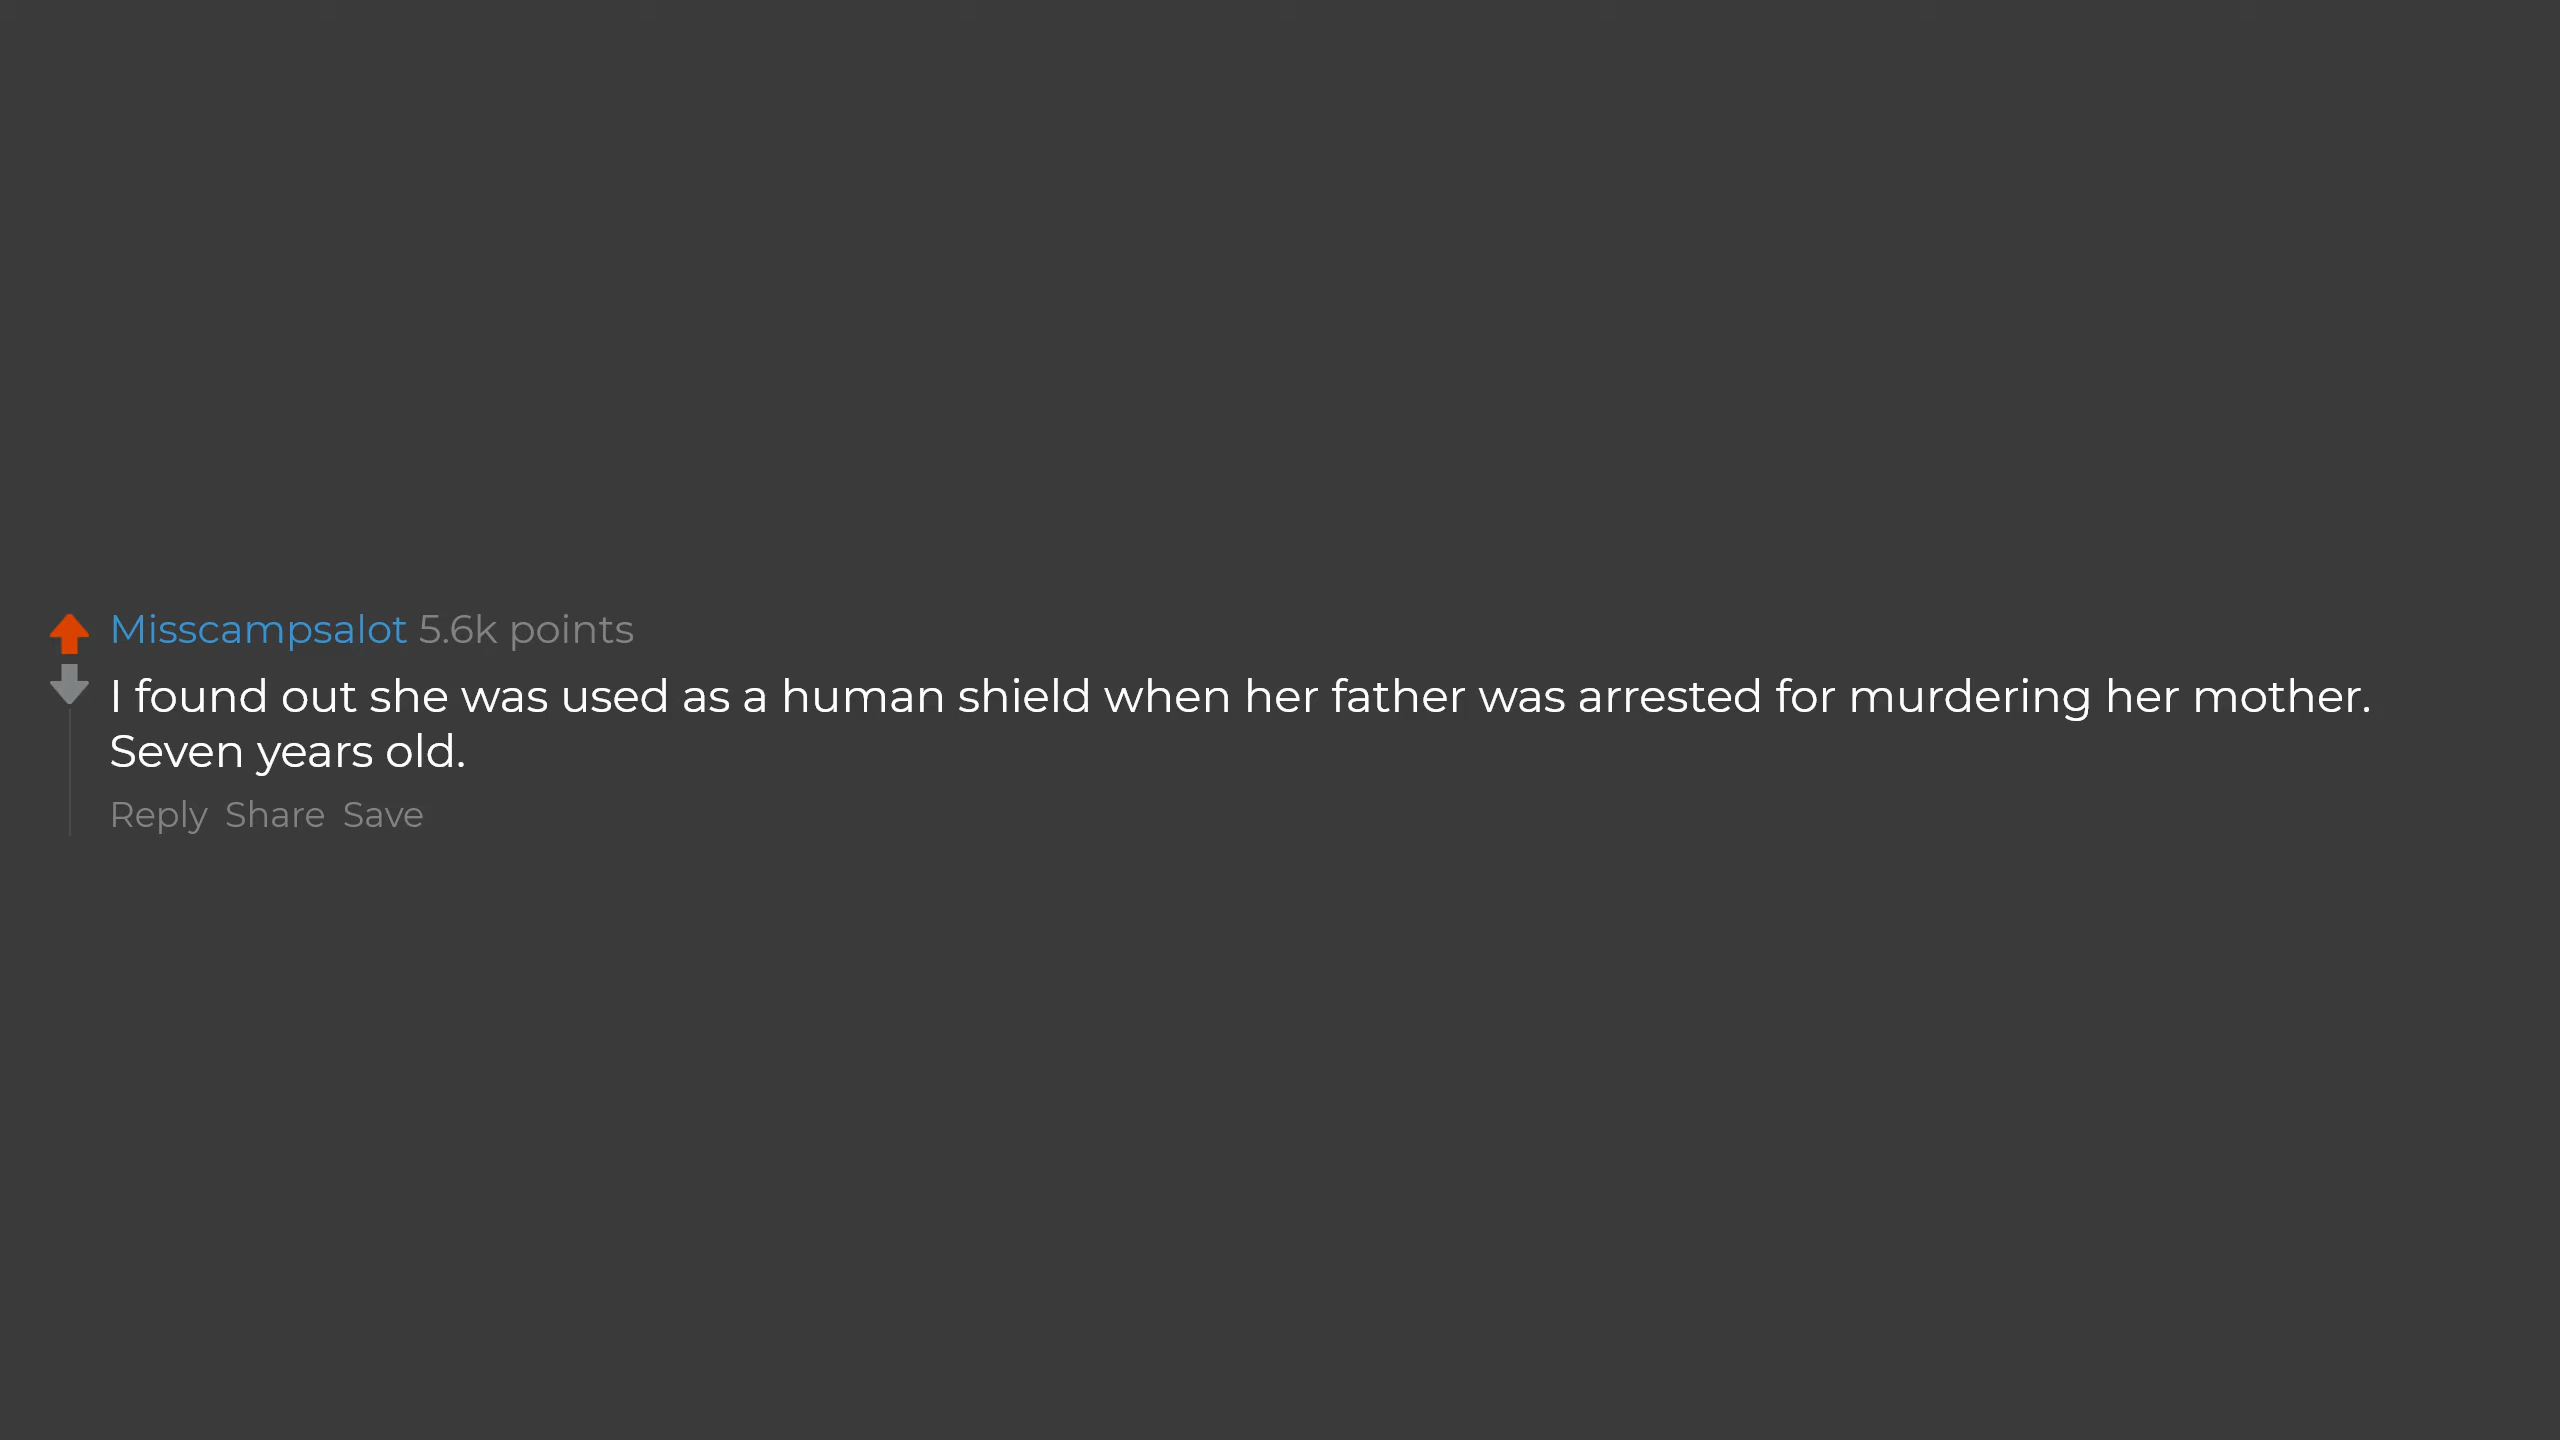 Misscampsalot 5.6k points
I found out she was used as a human shield when her father was arrested for murdering her mother.
Seven years old.
Reply Share Save